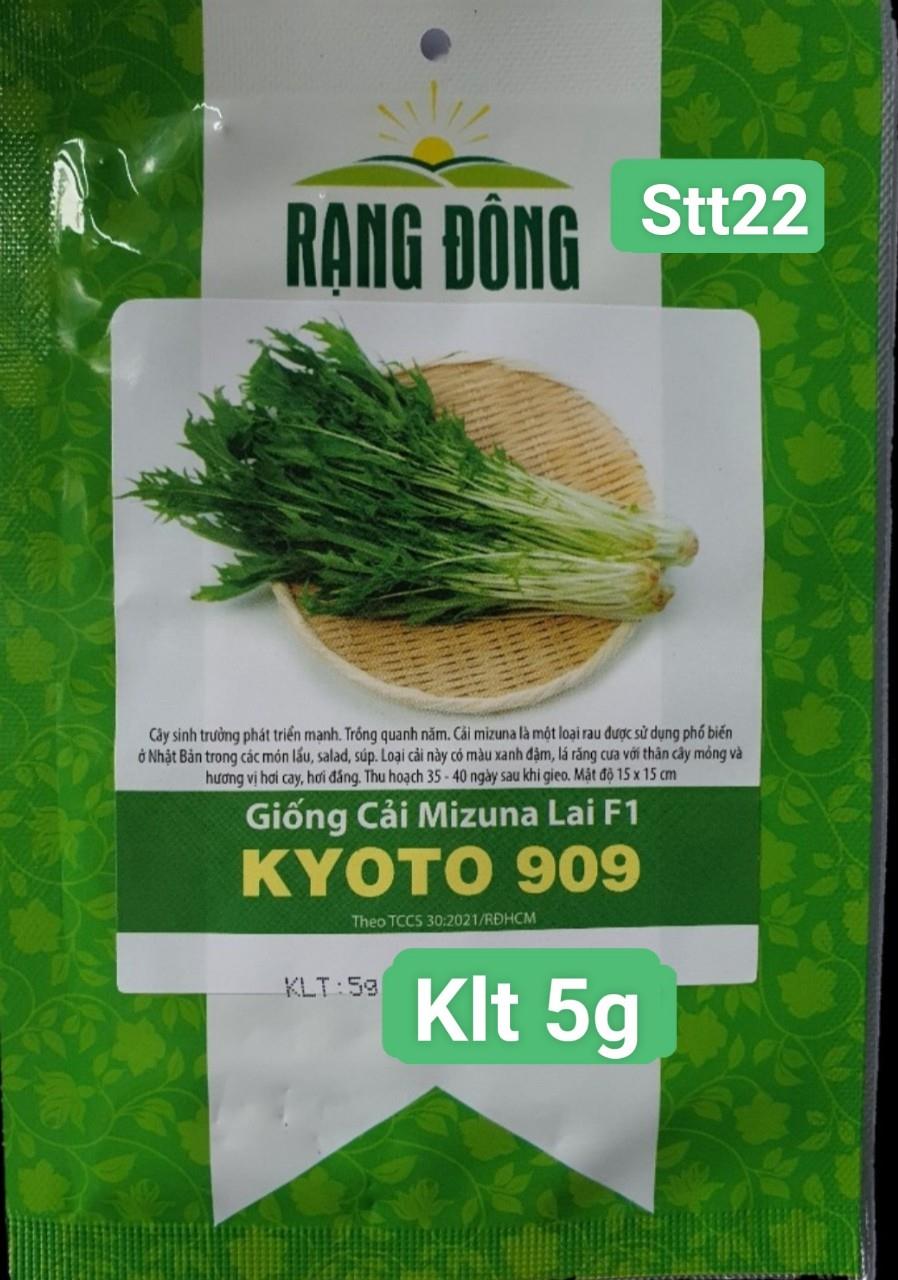 RẠNG ĐÔNG
Stt22
Cây sinh trưởng phát triển mạnh. Trồng quanh năm. Cải mizuna là một loại rau được sử dụng phổ biến
ở Nhật Bản trong các món lẩu, salad, súp. Loại cải này có màu xanh đậm, lá răng cưa với thân cây mỏng và
hương vị hơi cay, hơi đắng. Thu hoạch 35 - 40 ngày sau khi gieo. Mật độ 15 x 15 cm
Giống Cải Mizuna Lai F1
KYOTO 909
Theo TCCS 30:2021/RĐHCM
KLT : 5g
Klt 5g